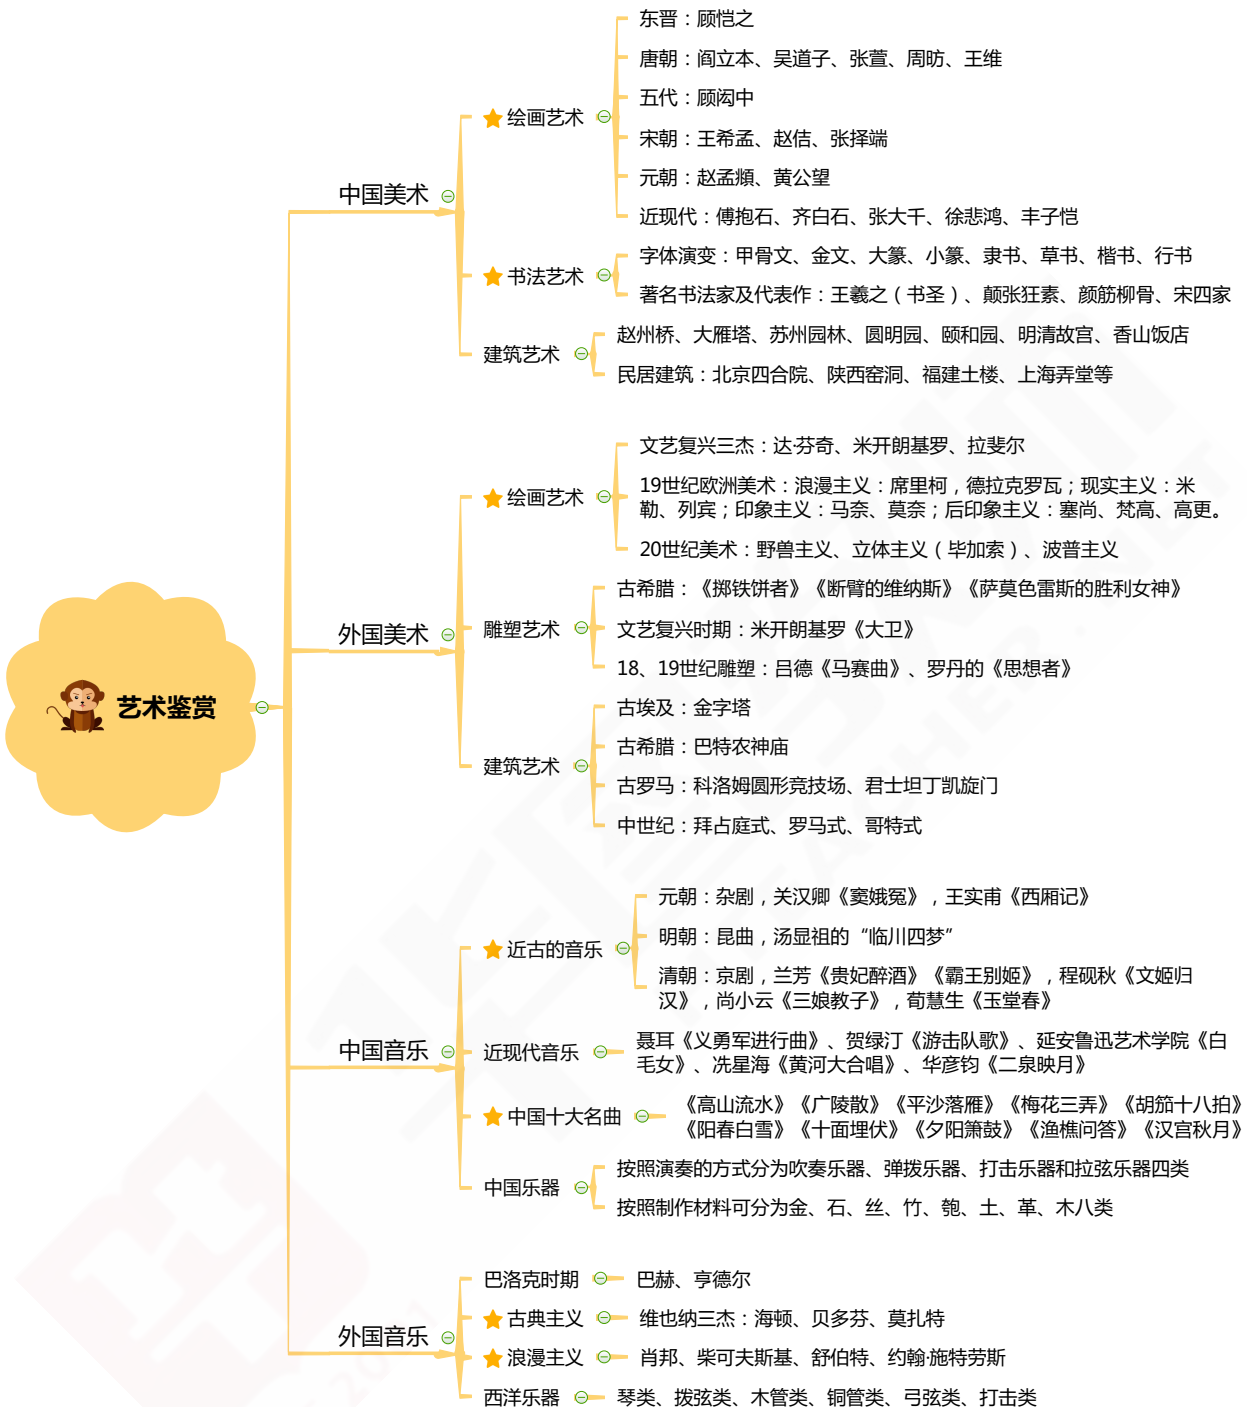 艺术鉴赏
中国美术
绘画艺术
东晋：顾恺之
唐朝：阎立本、吴道子、张萱、周昉、王维
五代：顾闳中
宋朝：王希孟、赵佶、张择端
元朝：赵孟頫、黄公望
近现代：傅抱石、齐白石、张大千、徐悲鸿、丰子恺
书法艺术
字体演变：甲骨文、金文、大篆、小篆、隶书、草书、楷书、行书
著名书法家及代表作：王羲之（书圣）、颠张狂素、颜筋柳骨、宋四家
建筑艺术
赵州桥、大雁塔、苏州园林、圆明园、颐和园、明清故宫、香山饭店
民居建筑：北京四合院、陕西窑洞、福建土楼、上海弄堂等
外国美术
绘画艺术
文艺复兴三杰：达·芬奇、米开朗基罗、拉斐尔
19世纪欧洲美术：浪漫主义：席里柯，德拉克罗瓦；现实主义：米
勒、列宾；印象主义：马奈、莫奈；后印象主义：塞尚、梵高、高更。
20世纪美术：野兽主义、立体主义（毕加索）、波普主义
雕塑艺术
古希腊：《掷铁饼者》《断臂的维纳斯》《萨莫色雷斯的胜利女神》
文艺复兴时期：米开朗基罗《大卫》
18、19世纪雕塑：吕德《马赛曲》、罗丹的《思想者》
建筑艺术
古埃及：金字塔
古希腊：巴特农神庙
古罗马：科洛姆圆形竞技场、君士坦丁凯旋门
中世纪：拜占庭式、罗马式、哥特式
中国音乐
近古的音乐
元朝：杂剧，关汉卿《窦娥冤》，王实甫《西厢记》
明朝：昆曲，汤显祖的“临川四梦”
清朝：京剧，兰芳《贵妃醉酒》《霸王别姬》，程砚秋《文姬归
汉》，尚小云《三娘教子》，荀慧生《玉堂春》
近现代音乐
聂耳《义勇军进行曲》、贺绿汀《游击队歌》、延安鲁迅艺术学院《白
毛女》、冼星海《黄河大合唱》、华彦钧《二泉映月》
中国十大名曲
《高山流水》《广陵散》《平沙落雁》《梅花三弄》《胡笳十八拍》
《阳春白雪》《十面埋伏》《夕阳箫鼓》《渔樵问答》《汉宫秋月》
中国乐器
按照演奏的方式分为吹奏乐器、弹拨乐器、打击乐器和拉弦乐器四类
按照制作材料可分为金、石、丝、竹、匏、土、革、木八类
外国音乐
巴洛克时期
巴赫、亨德尔
古典主义
维也纳三杰：海顿、贝多芬、莫扎特
浪漫主义
肖邦、柴可夫斯基、舒伯特、约翰·施特劳斯
西洋乐器
琴类、拨弦类、木管类、铜管类、弓弦类、打击类